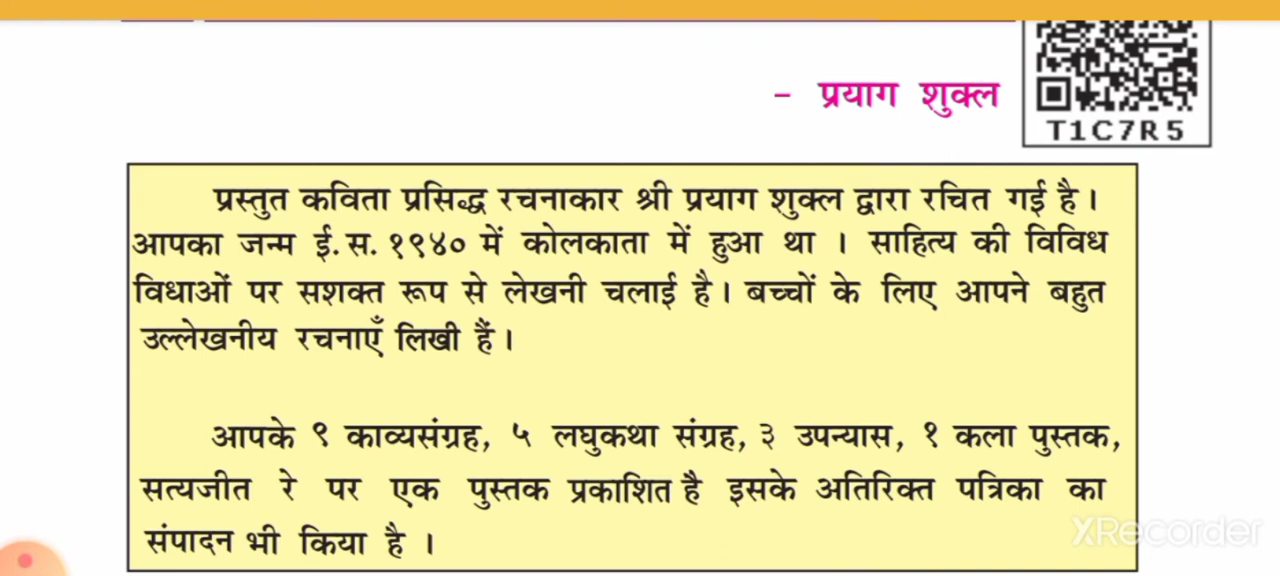 - प्रयाग शुक्ल
T1C7R5
प्रस्तुत कविता प्रसिद्ध रचनाकार श्री प्रयाग शुक्ल द्वारा रचित गई है।
आपका जन्म ई.स. १९४० में कोलकाता में हुआ था । साहित्य की विविध
विधाओं पर सशक्त रूप से लेखनी चलाई है। बच्चों के लिए आपने बहुत
उल्लेखनीय रचनाएँ लिखी हैं।
आपके ९ काव्यसंग्रह, ५ लघुकथा संग्रह, ३ उपन्यास, १ कला पुस्तक,
सत्यजीत रे पर एक पुस्तक प्रकाशित है इसके अतिरिक्त पत्रिका का
संपादन भी किया है ।
XRecorder